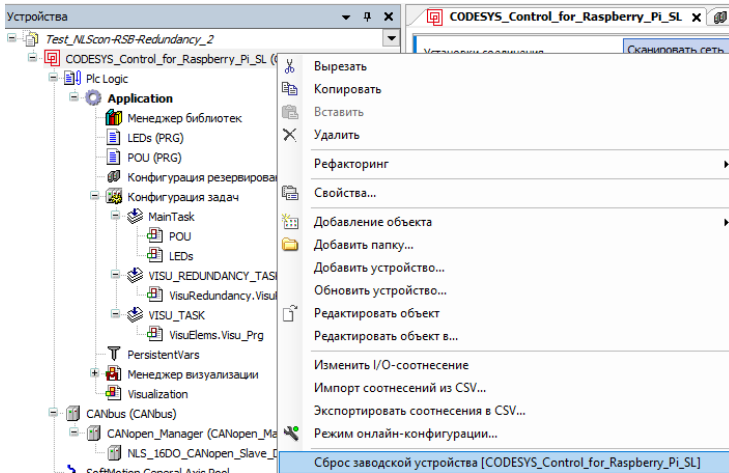 Устройства
CODESYS_Control_for_Raspberry_Pi_SL
Test_NLScon-RSB-Redundancy_2
Сканировать сеть
CODESYS_Control_for_Raspberry_Pi_SL
Plc Logic
Application
Менеджер библиотек
LEDs (PRG)
POU (PRG)
Конфигурация
Конфигурация задач
MainTask
POU
LEDs
VISU_REDUNDANCY_TAS
VisuRedundancy.Visu
VISU_TASK
VisuElems.Visu_Prg
PersistentVars
Менеджер визуализации
Visualization
CANbus (CANbus)
CANopen_Manager (CANopen_Ma
NLS_16DO_CANopen_Slave_D
Вырезать
Копировать
Вставить
Удалить
Рефакторинг
Свойства...
Добавление объекта
Добавить папку...
Добавить устройство...
Обновить устройство...
Редактировать объект
Редактировать объект в...
Изменить I/O-соотнесение
Импорт соотнесений из CSV...
Экспортировать соотнесения в CSV...
Режим онлайн-конфигурации...
Сброс заводской устройства [CODESYS_Control_for_Raspberry_Pi_SL]